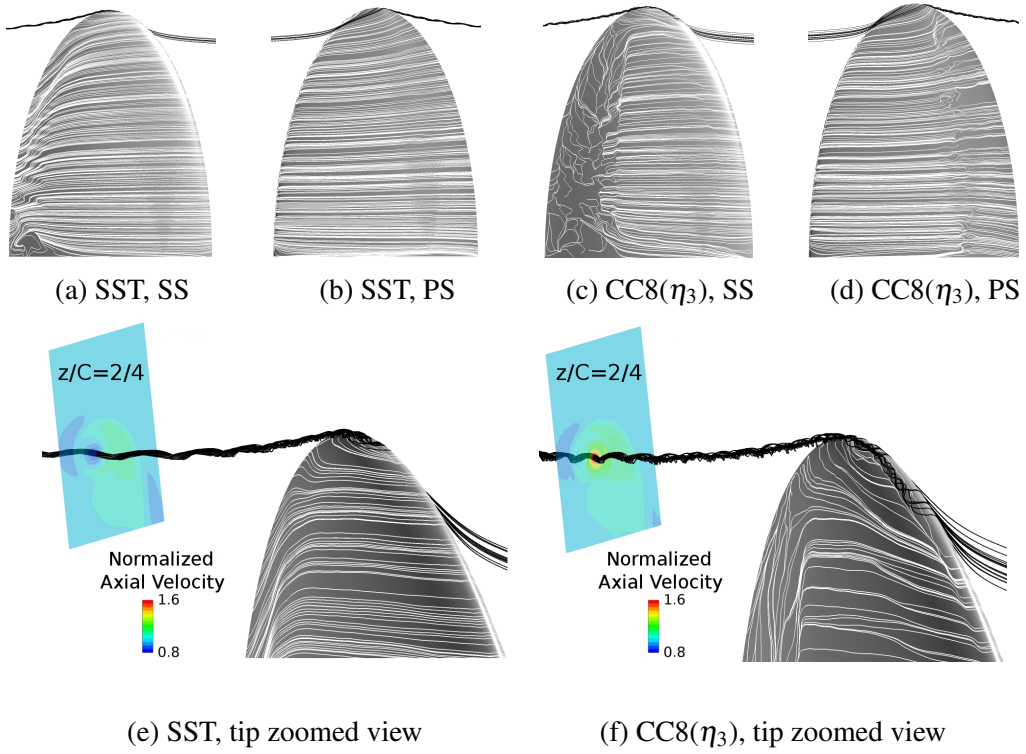 (a) SST, SS
(b) SST, PS
(c) CC8(η₃), SS
(d) CC8(η₃), PS
z/C=2/4
Normalized
Axial Velocity
1.6
0.8
z/C=2/4
Normalized
Axial Velocity
1.6
0.8
(e) SST, tip zoomed view
(f) CC8(η₃), tip zoomed view